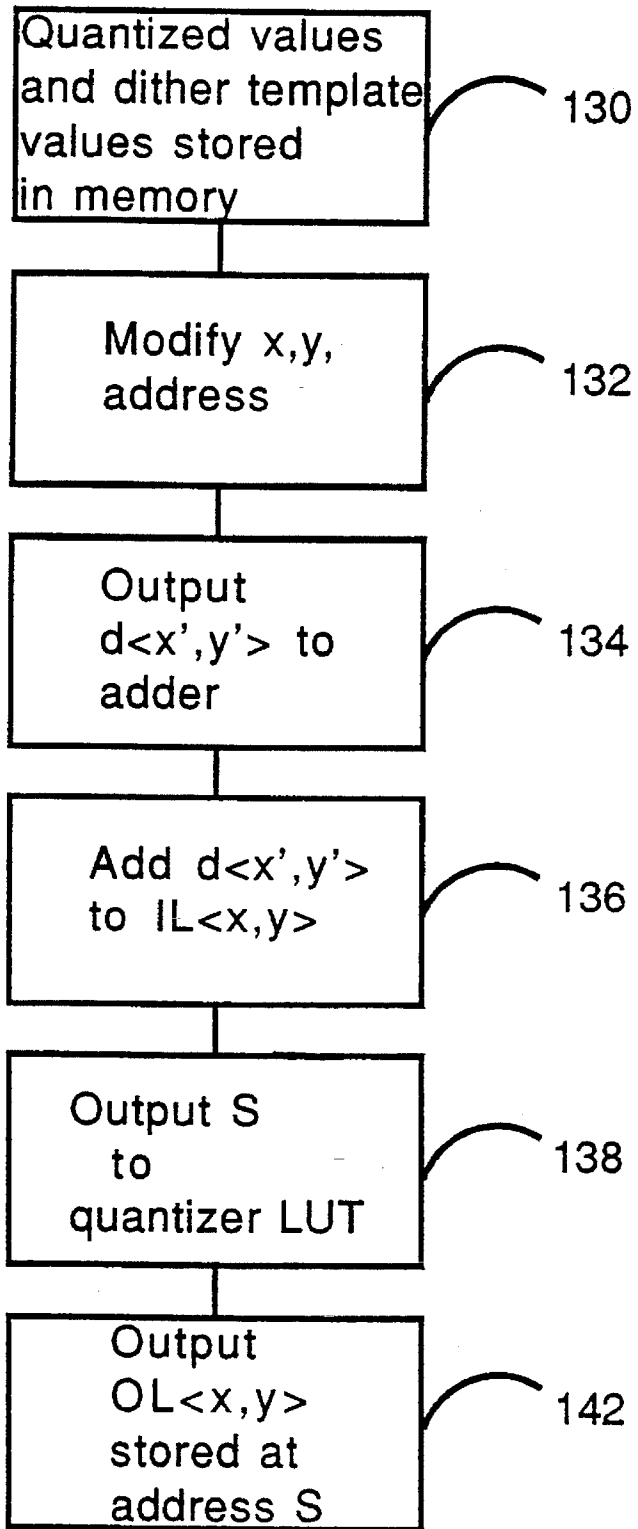 Quantized values
and dither template
values stored
in memory
130
Modify x,y,
address
132
Output
d<x',y'> to
adder
134
Add d<x',y'>
to IL<x,y>
136
Output S
to
quantizer LUT
138
Output
OL<x,y>
stored at
address S
142